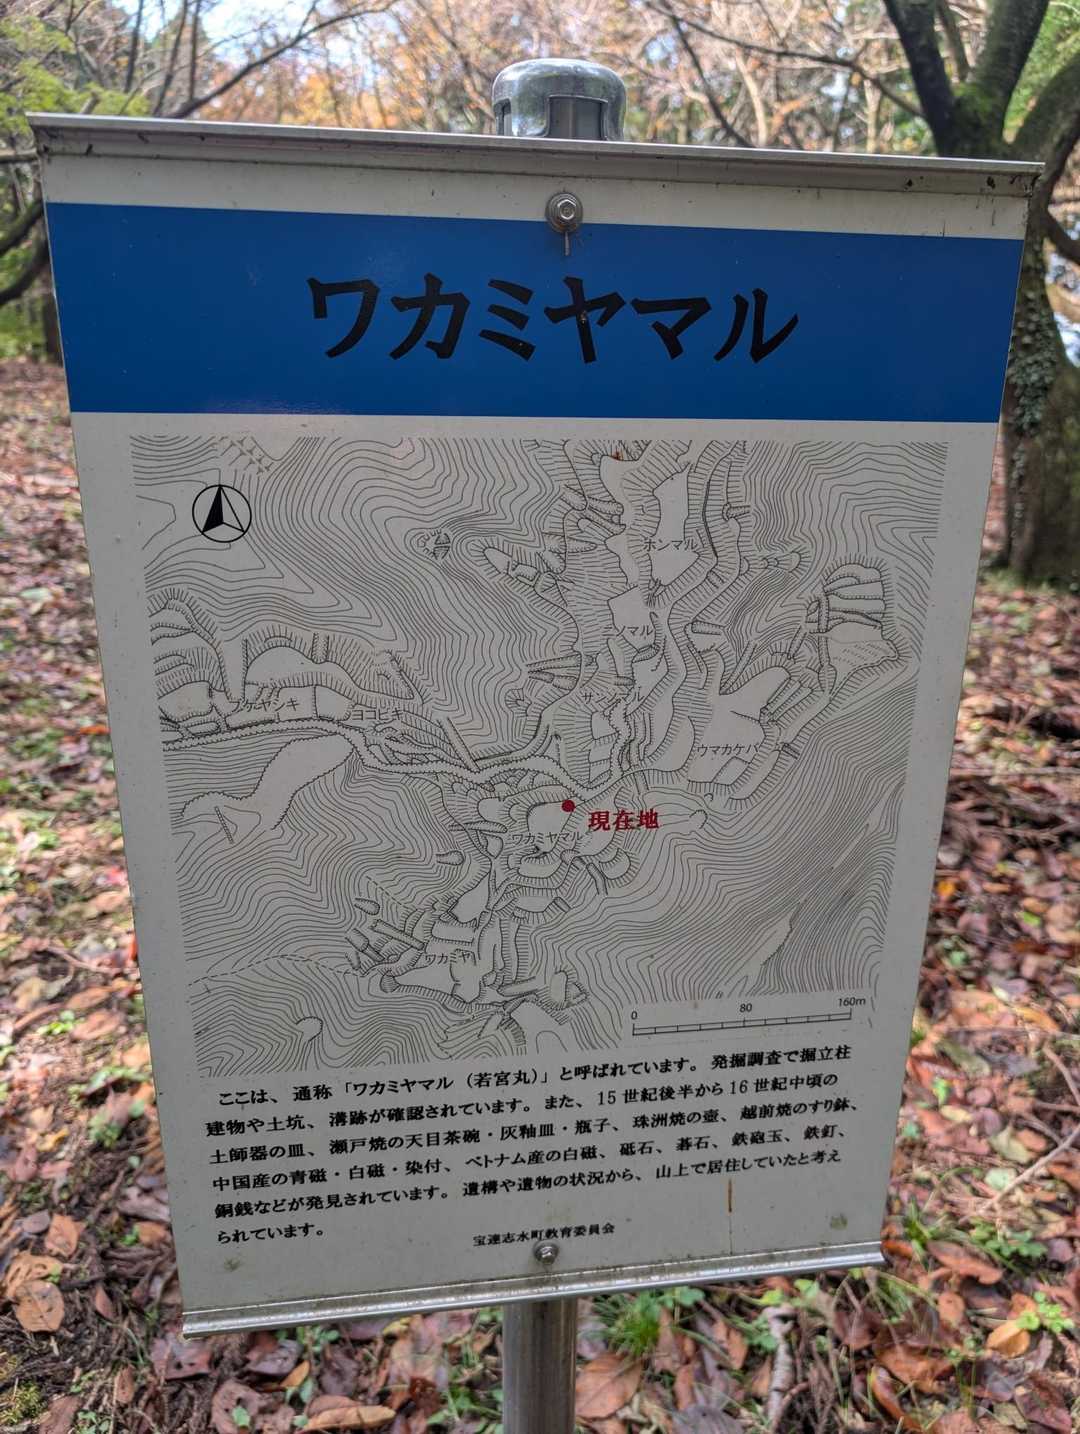 ワカミヤマル
ホンマル
ニノマル
サンノマル
フケヤシキ
ヨコヒキ
ウマカケバ
現在地
ワカミヤマル
ワカミヤ
0 80 160m
ここは、通称「ワカミヤマル（若宮丸）」と呼ばれています。発掘調査で掘立柱
建物や土坑、溝跡が確認されています。また、15世紀後半から16世紀中頃の
土師器の皿、瀬戸焼の天目茶碗・灰釉皿・瓶子、珠洲焼の壺、越前焼のすり鉢、
中国産の青磁・白磁・染付、ベトナム産の白磁、砥石、碁石、鉄砲玉、鉄釘、
銅銭などが発見されています。遺構や遺物の状況から、山上で居住していたと考え
られています。
宝達志水町教育委員会